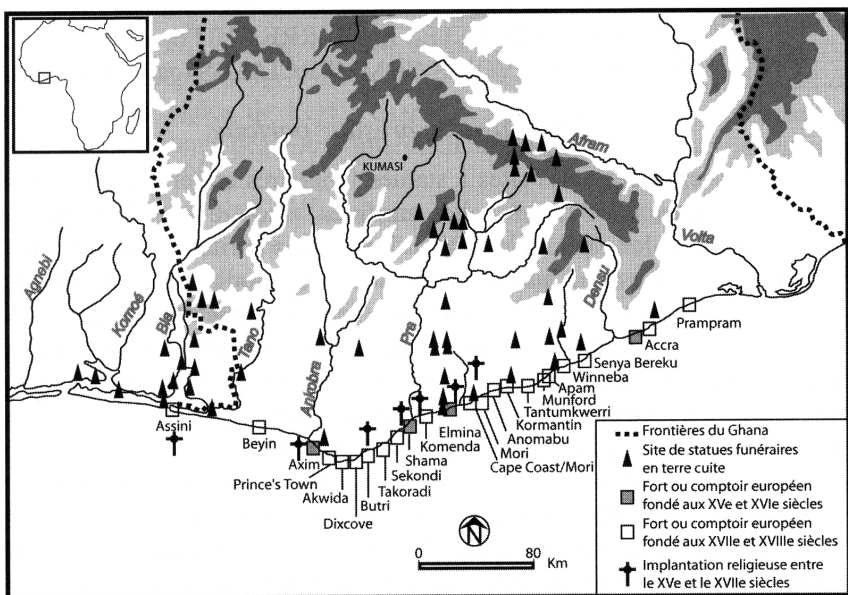 KUMASI
Afram
Volta
Agnebi
Komoé
Bia
Tano
Ankobra
Pra
Densu
Prampram
Accra
Senya Bereku
Winneba
Apam
Munford
Tantumkwerri
Kormantín
Anomabu
Mori
Cape Coast/Mori
Elmina
Komenda
Shama
Sekondi
Takoradi
Butri
Dixcove
Akwida
Prince's Town
Axim
Beyin
Assini
N
0 80
Km
Frontières du Ghana
Site de statues funéraires
en terre cuite
Fort ou comptoir européen
fondé aux XVe et XVIe siècles
Fort ou comptoir européen
fondé aux XVIIe et XVIIIe siècles
Implantation religieuse entre
le XVe et le XVIIe siècles